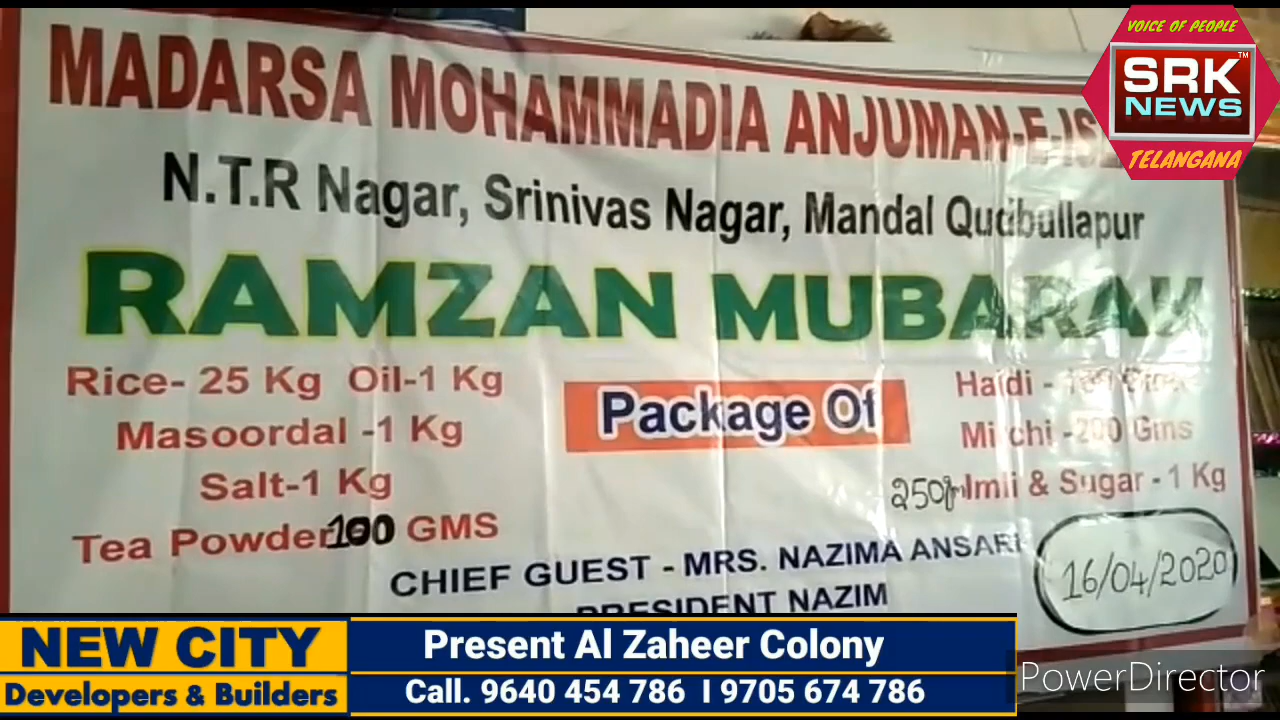 VOICE OF PEOPLE
SRK™
NEWS
TELANGANA
MADARSA MOHAMMADIA ANJUMAN-E-IS
N.T.R Nagar, Srinivas Nagar, Mandal Qudbullapur
RAMZAN MUBARAK
Rice- 25 Kg Oil-1 Kg
Masoordal -1 Kg
Salt-1 Kg
Tea Powder 100 GMS
Package Of
Haldi -
Mirchi -200 Gms
250gm Imli & Sugar - 1 Kg
CHIEF GUEST - MRS. NAZIMA ANSARI
PRESIDENT NAZIM
16/04/2020
NEW CITY
Developers & Builders
Present Al Zaheer Colony
Call. 9640 454 786 I 9705 674 786
PowerDirector